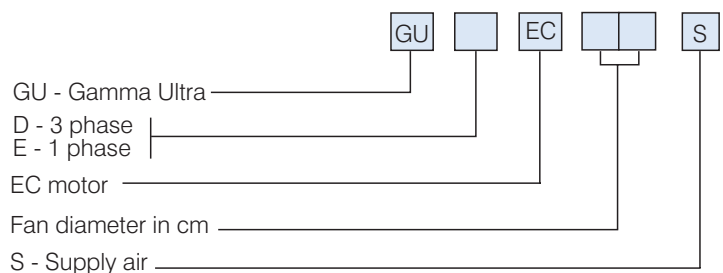 GU EC S
GU - Gamma Ultra
D - 3 phase
E - 1 phase
EC motor
Fan diameter in cm
S - Supply air